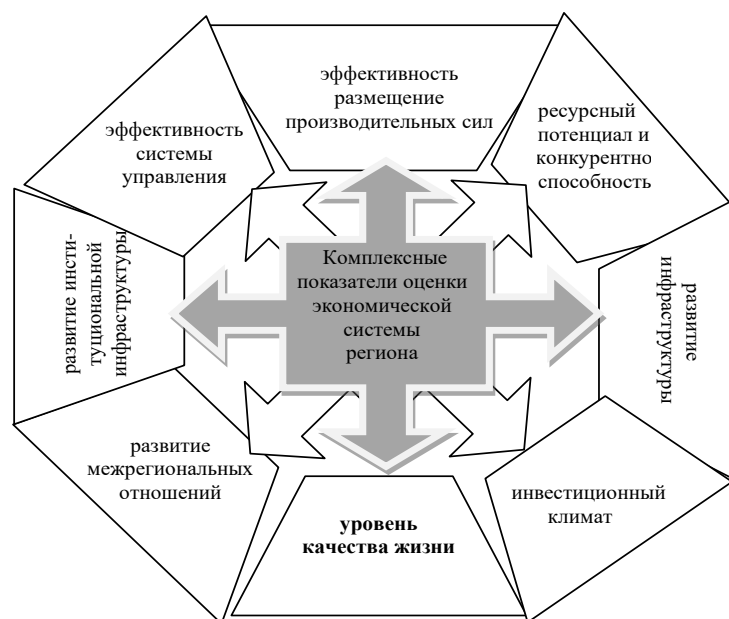 эффективность
размещение
производительных сил
ресурсный
потенциал и
конкурентно
способность
эффективность
системы
управления
развитие инсти-
туциональной
инфраструктуры
Комплексные
показатели оценки
экономической
системы
региона
развитие
инфраструктуры
развитие
межрегиональных
отношений
уровень
качества жизни
инвестиционный
климат